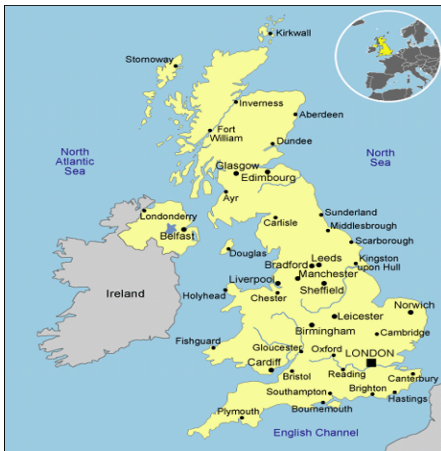 Kirkwall
Stornoway
Inverness
Aberdeen
Fort
William
Dundee
North
Atlantic
Sea
North
Sea
Glasgow
Edimbourg
Ayr
Londonderry
Belfast
Carlisle
Sunderland
Middlesbrough
Scarborough
Douglas
Leeds
Bradford
Kingston
upon Hull
Manchester
Liverpool
Sheffield
Holyhead
Chester
Ireland
Norwich
Leicester
Birmingham
Cambridge
Fishguard
Gloucester
Oxford
LONDON
Cardiff
Bristol
Reading
Canterbury
Southampton
Brighton
Hastings
Plymouth
Bournemouth
English Channel